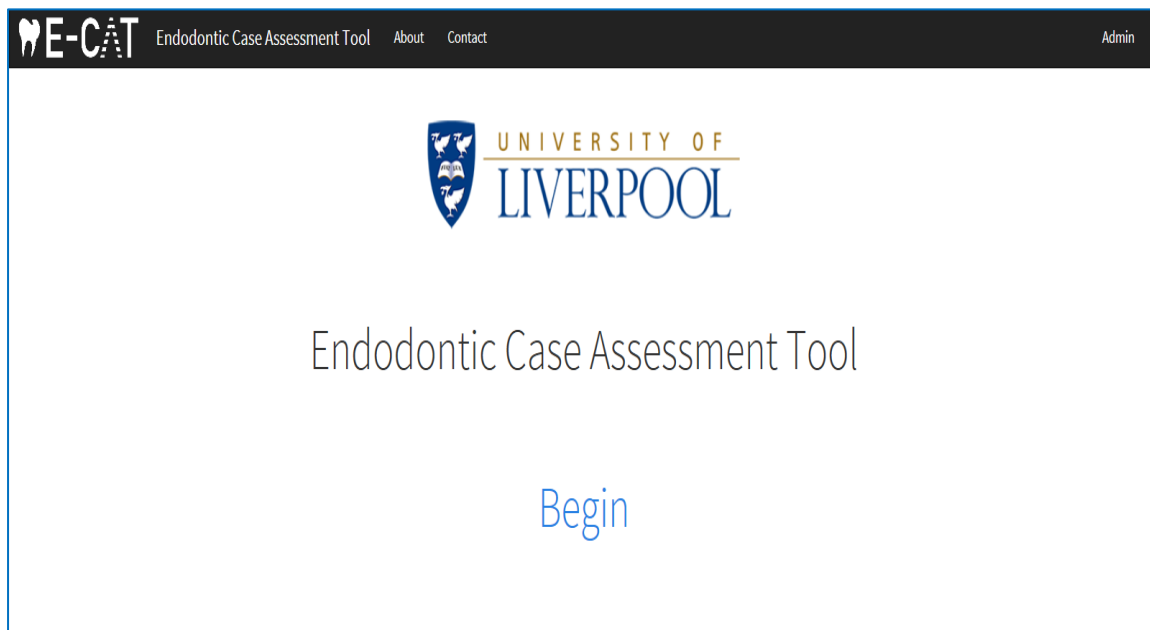 E-CAT Endodontic Case Assessment Tool About Contact Admin
UNIVERSITY OF
LIVERPOOL
Endodontic Case Assessment Tool
Begin